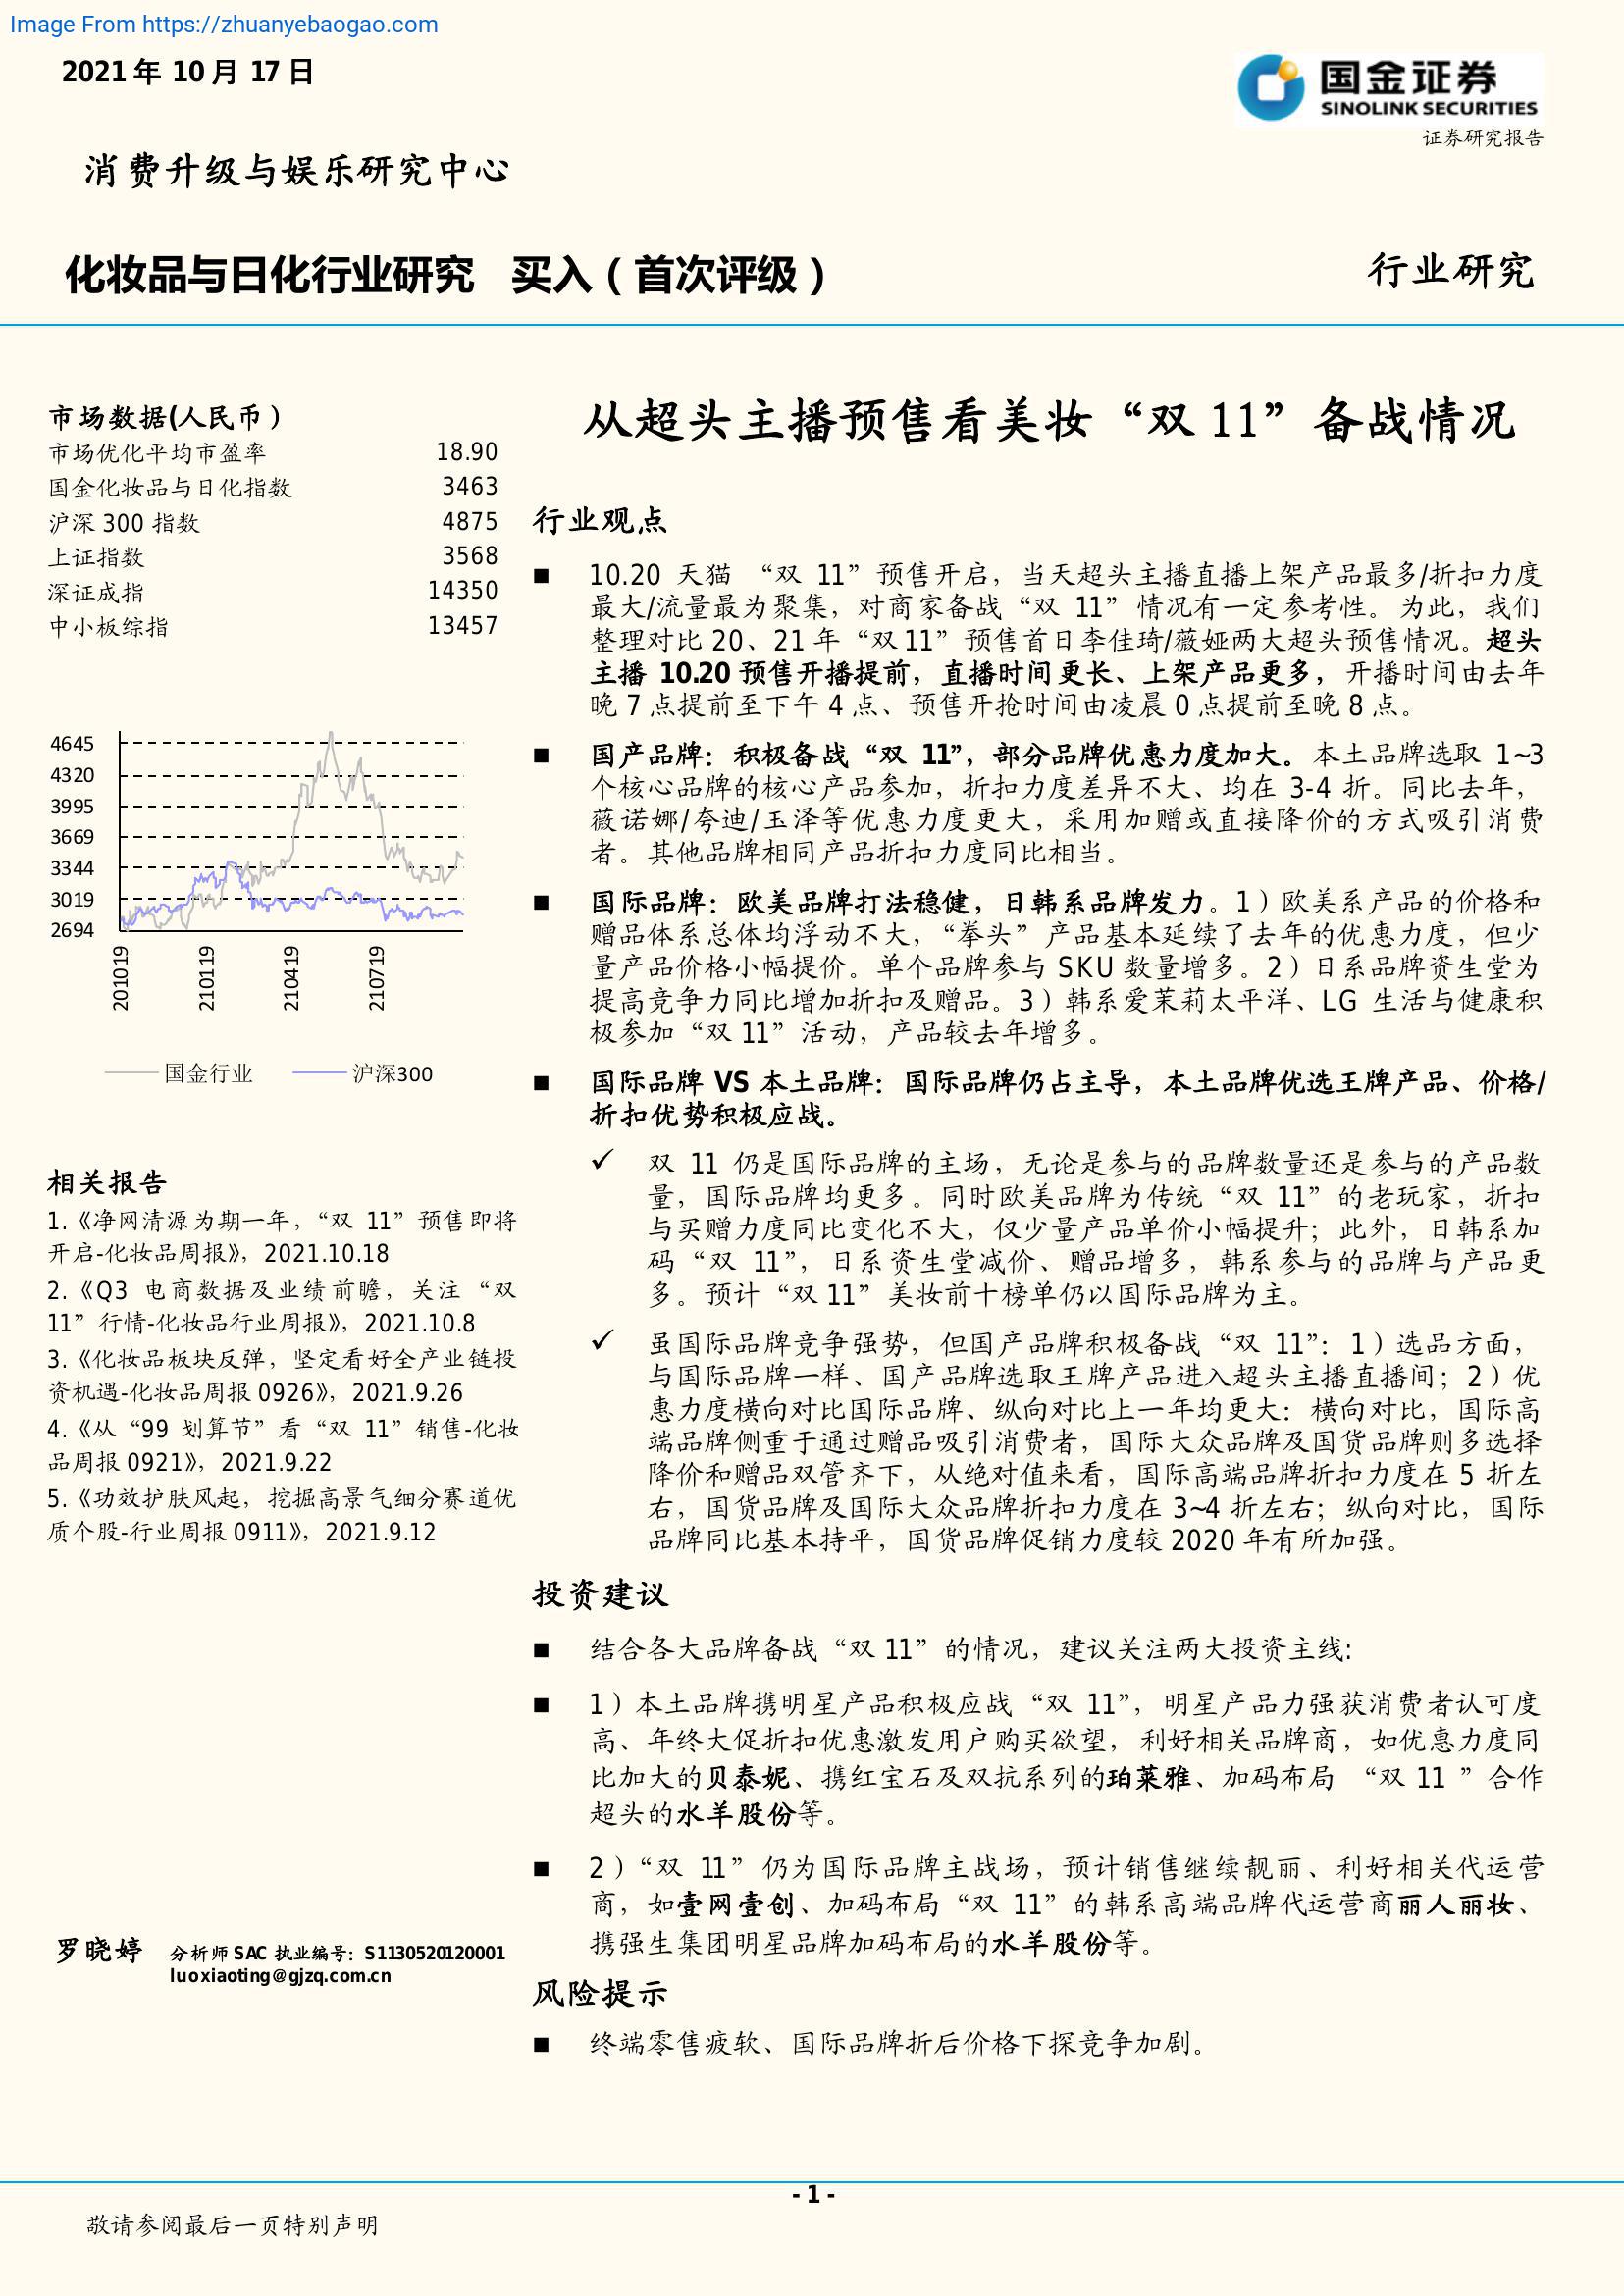 Image From https://zhuanyebaogao.com
2021 年 10 月 17 日
国金证券
SINOLINK SECURITIES
证券研究报告
消费升级与娱乐研究中心
化妆品与日化行业研究 买入（首次评级）
行业研究
市场数据(人民币）
市场优化平均市盈率 18.90
国金化妆品与日化指数 3463
沪深 300 指数 4875
上证指数 3568
深证成指 14350
中小板综指 13457
4645
4320
3995
3669
3344
3019
2694
201019
210119
210419
210719
国金行业 沪深300
相关报告
1.《净网清源为期一年，“双 11”预售即将
开启-化妆品周报》，2021.10.18
2.《Q3 电商数据及业绩前瞻，关注“双
11”行情-化妆品行业周报》，2021.10.8
3.《化妆品板块反弹，坚定看好全产业链投
资机遇-化妆品周报 0926》，2021.9.26
4.《从“99 划算节”看“双 11”销售-化妆
品周报 0921》，2021.9.22
5.《功效护肤风起，挖掘高景气细分赛道优
质个股-行业周报 0911》，2021.9.12
罗晓婷 分析师 SAC 执业编号：S1130520120001
luoxiaoting@gjzq.com.cn
从超头主播预售看美妆“双 11”备战情况
行业观点
■ 10.20 天猫 “双 11”预售开启，当天超头主播直播上架产品最多/折扣力度
最大/流量最为聚集，对商家备战“双 11”情况有一定参考性。为此，我们
整理对比 20、21 年“双 11”预售首日李佳琦/薇娅两大超头预售情况。超头
主播 10.20 预售开播提前，直播时间更长、上架产品更多，开播时间由去年
晚 7 点提前至下午 4 点、预售开抢时间由凌晨 0 点提前至晚 8 点。
■ 国产品牌：积极备战“双 11”，部分品牌优惠力度加大。本土品牌选取 1~3
个核心品牌的核心产品参加，折扣力度差异不大、均在 3-4 折。同比去年，
薇诺娜/夸迪/玉泽等优惠力度更大，采用加赠或直接降价的方式吸引消费
者。其他品牌相同产品折扣力度同比相当。
■ 国际品牌：欧美品牌打法稳健，日韩系品牌发力。1）欧美系产品的价格和
赠品体系总体均浮动不大，“拳头”产品基本延续了去年的优惠力度，但少
量产品价格小幅提价。单个品牌参与 SKU 数量增多。2）日系品牌资生堂为
提高竞争力同比增加折扣及赠品。3）韩系爱茉莉太平洋、LG 生活与健康积
极参加“双 11”活动，产品较去年增多。
■ 国际品牌 VS 本土品牌：国际品牌仍占主导，本土品牌优选王牌产品、价格/
折扣优势积极应战。
✓ 双 11 仍是国际品牌的主场，无论是参与的品牌数量还是参与的产品数
量，国际品牌均更多。同时欧美品牌为传统“双 11”的老玩家，折扣
与买赠力度同比变化不大，仅少量产品单价小幅提升；此外，日韩系加
码“双 11”，日系资生堂减价、赠品增多，韩系参与的品牌与产品更
多。预计“双 11”美妆前十榜单仍以国际品牌为主。
✓ 虽国际品牌竞争强势，但国产品牌积极备战“双 11”：1）选品方面，
与国际品牌一样、国产品牌选取王牌产品进入超头主播直播间；2）优
惠力度横向对比国际品牌、纵向对比上一年均更大：横向对比，国际高
端品牌侧重于通过赠品吸引消费者，国际大众品牌及国货品牌则多选择
降价和赠品双管齐下，从绝对值来看，国际高端品牌折扣力度在 5 折左
右，国货品牌及国际大众品牌折扣力度在 3~4 折左右；纵向对比，国际
品牌同比基本持平，国货品牌促销力度较 2020 年有所加强。
投资建议
■ 结合各大品牌备战“双 11”的情况，建议关注两大投资主线:
■ 1）本土品牌携明星产品积极应战“双 11”，明星产品力强获消费者认可度
高、年终大促折扣优惠激发用户购买欲望，利好相关品牌商，如优惠力度同
比加大的贝泰妮、携红宝石及双抗系列的珀莱雅、加码布局 “双 11 ”合作
超头的水羊股份等。
■ 2）“双 11”仍为国际品牌主战场，预计销售继续靓丽、利好相关代运营
商，如壹网壹创、加码布局“双 11”的韩系高端品牌代运营商丽人丽妆、
携强生集团明星品牌加码布局的水羊股份等。
风险提示
■ 终端零售疲软、国际品牌折后价格下探竞争加剧。
- 1 -
敬请参阅最后一页特别声明